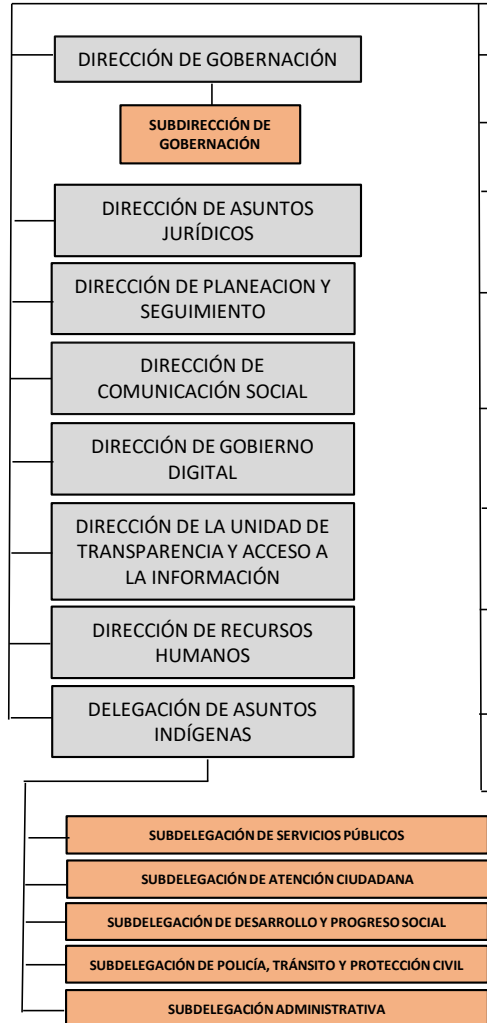 DIRECCIÓN DE GOBERNACIÓN
SUBDIRECCIÓN DE
GOBERNACIÓN
DIRECCIÓN DE ASUNTOS
JURÍDICOS
DIRECCIÓN DE PLANEACION Y
SEGUIMIENTO
DIRECCIÓN DE
COMUNICACIÓN SOCIAL
DIRECCIÓN DE GOBIERNO
DIGITAL
DIRECCIÓN DE LA UNIDAD DE
TRANSPARENCIA Y ACCESO A
LA INFORMACIÓN
DIRECCIÓN DE RECURSOS
HUMANOS
DELEGACIÓN DE ASUNTOS
INDÍGENAS
SUBDELEGACIÓN DE SERVICIOS PÚBLICOS
SUBDELEGACIÓN DE ATENCIÓN CIUDADANA
SUBDELEGACIÓN DE DESARROLLO Y PROGRESO SOCIAL
SUBDELEGACIÓN DE POLICÍA, TRÁNSITO Y PROTECCIÓN CIVIL
SUBDELEGACIÓN ADMINISTRATIVA